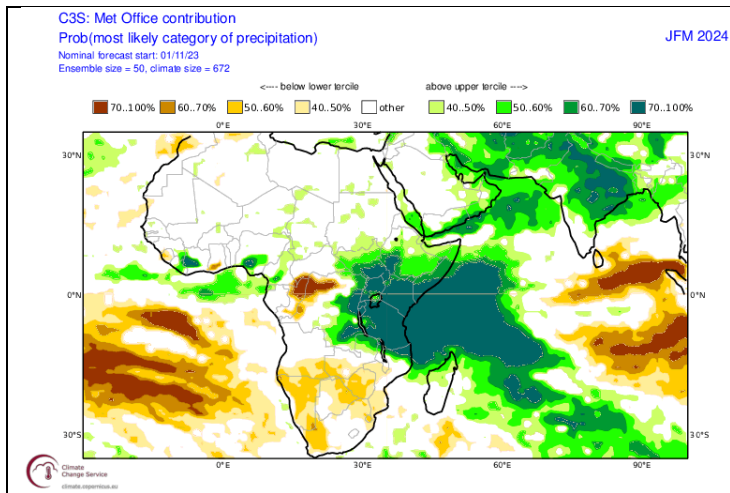 C3S: Met Office contribution
Prob(most likely category of precipitation)
JFM 2024
Nominal forecast start: 01/11/23
Ensemble size = 50, climate size = 672
<---- below lower tercile
above upper tercile ---->
70..100% 60..70% 50..60% 40..50% other 40..50% 50..60% 60..70% 70..100%
0°E 30°E 60°E 90°E
30°N 30°N
0°N 0°N
30°S 30°S
0°E 30°E 60°E 90°E
Climate
Change Service
climate.copernicus.eu